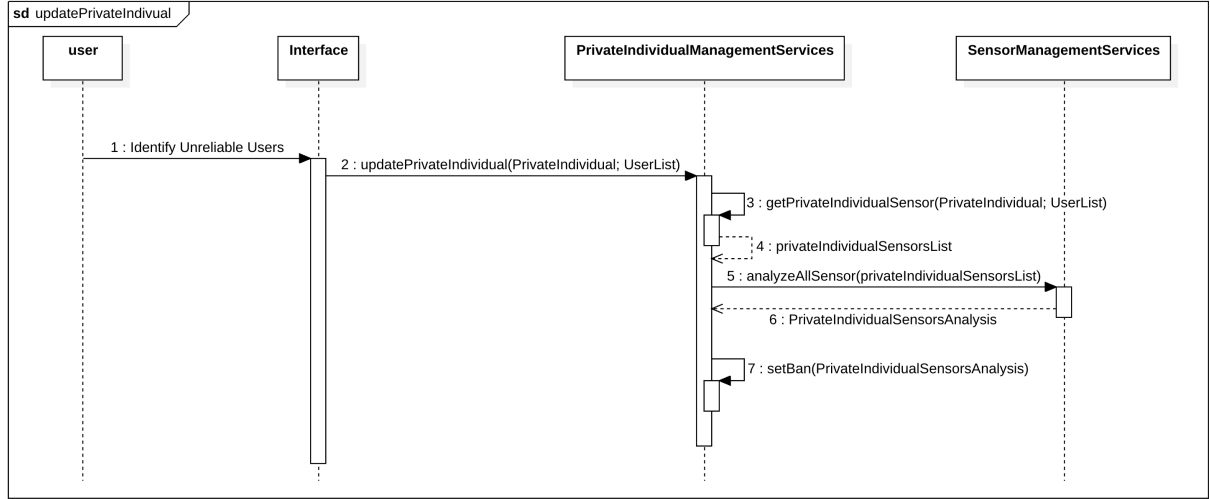 sd updatePrivateIndivual
user
Interface
PrivateIndividualManagementServices
SensorManagementServices
1 : Identify Unreliable Users
2 : updatePrivateIndividual(PrivateIndividual; UserList)
3 : getPrivateIndividualSensor(PrivateIndividual; UserList)
4 : privateIndividualSensorsList
5 : analyzeAllSensor(privateIndividualSensorsList)
6 : PrivateIndividualSensorsAnalysis
7 : setBan(PrivateIndividualSensorsAnalysis)